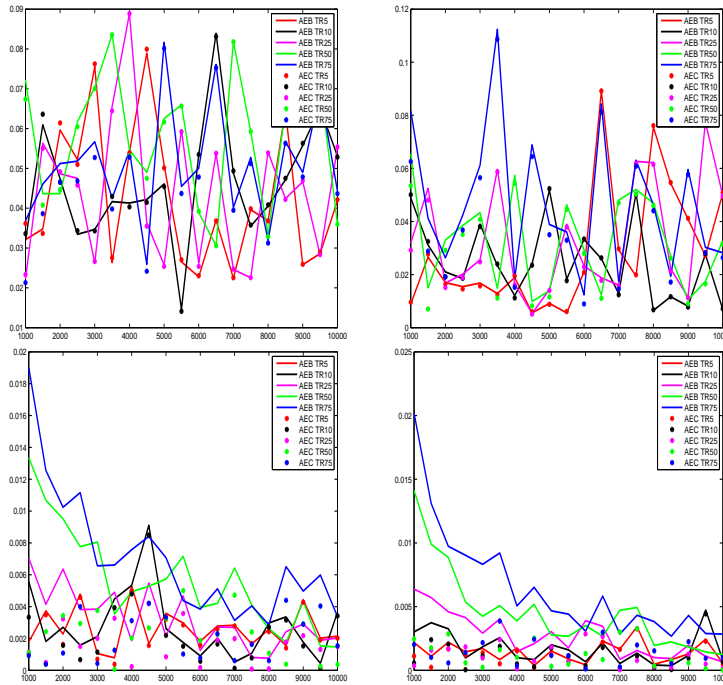 0.09
0.08
0.07
0.06
0.05
0.04
0.03
0.02
0.01
1000 2000 3000 4000 5000 6000 7000 8000 9000 10000
AEB TR5
AEB TR10
AEB TR25
AEB TR50
AEB TR75
AEC TR5
AEC TR10
AEC TR25
AEC TR50
AEC TR75
0.12
0.1
0.08
0.06
0.04
0.02
0
1000 2000 3000 4000 5000 6000 7000 8000 9000 1000
AEB TR5
AEB TR10
AEB TR25
AEB TR50
AEB TR75
AEC TR5
AEC TR10
AEC TR25
AEC TR50
AEC TR75
0.02
0.018
0.016
0.014
0.012
0.01
0.008
0.006
0.004
0.002
0
1000 2000 3000 4000 5000 6000 7000 8000 9000 10000
AEB TR5
AEB TR10
AEB TR25
AEB TR50
AEB TR75
AEC TR5
AEC TR10
AEC TR25
AEC TR50
AEC TR75
0.025
0.02
0.015
0.01
0.005
0
1000 2000 3000 4000 5000 6000 7000 8000 9000 1000
AEB TR5
AEB TR10
AEB TR25
AEB TR50
AEB TR75
AEC TR5
AEC TR10
AEC TR25
AEC TR50
AEC TR75